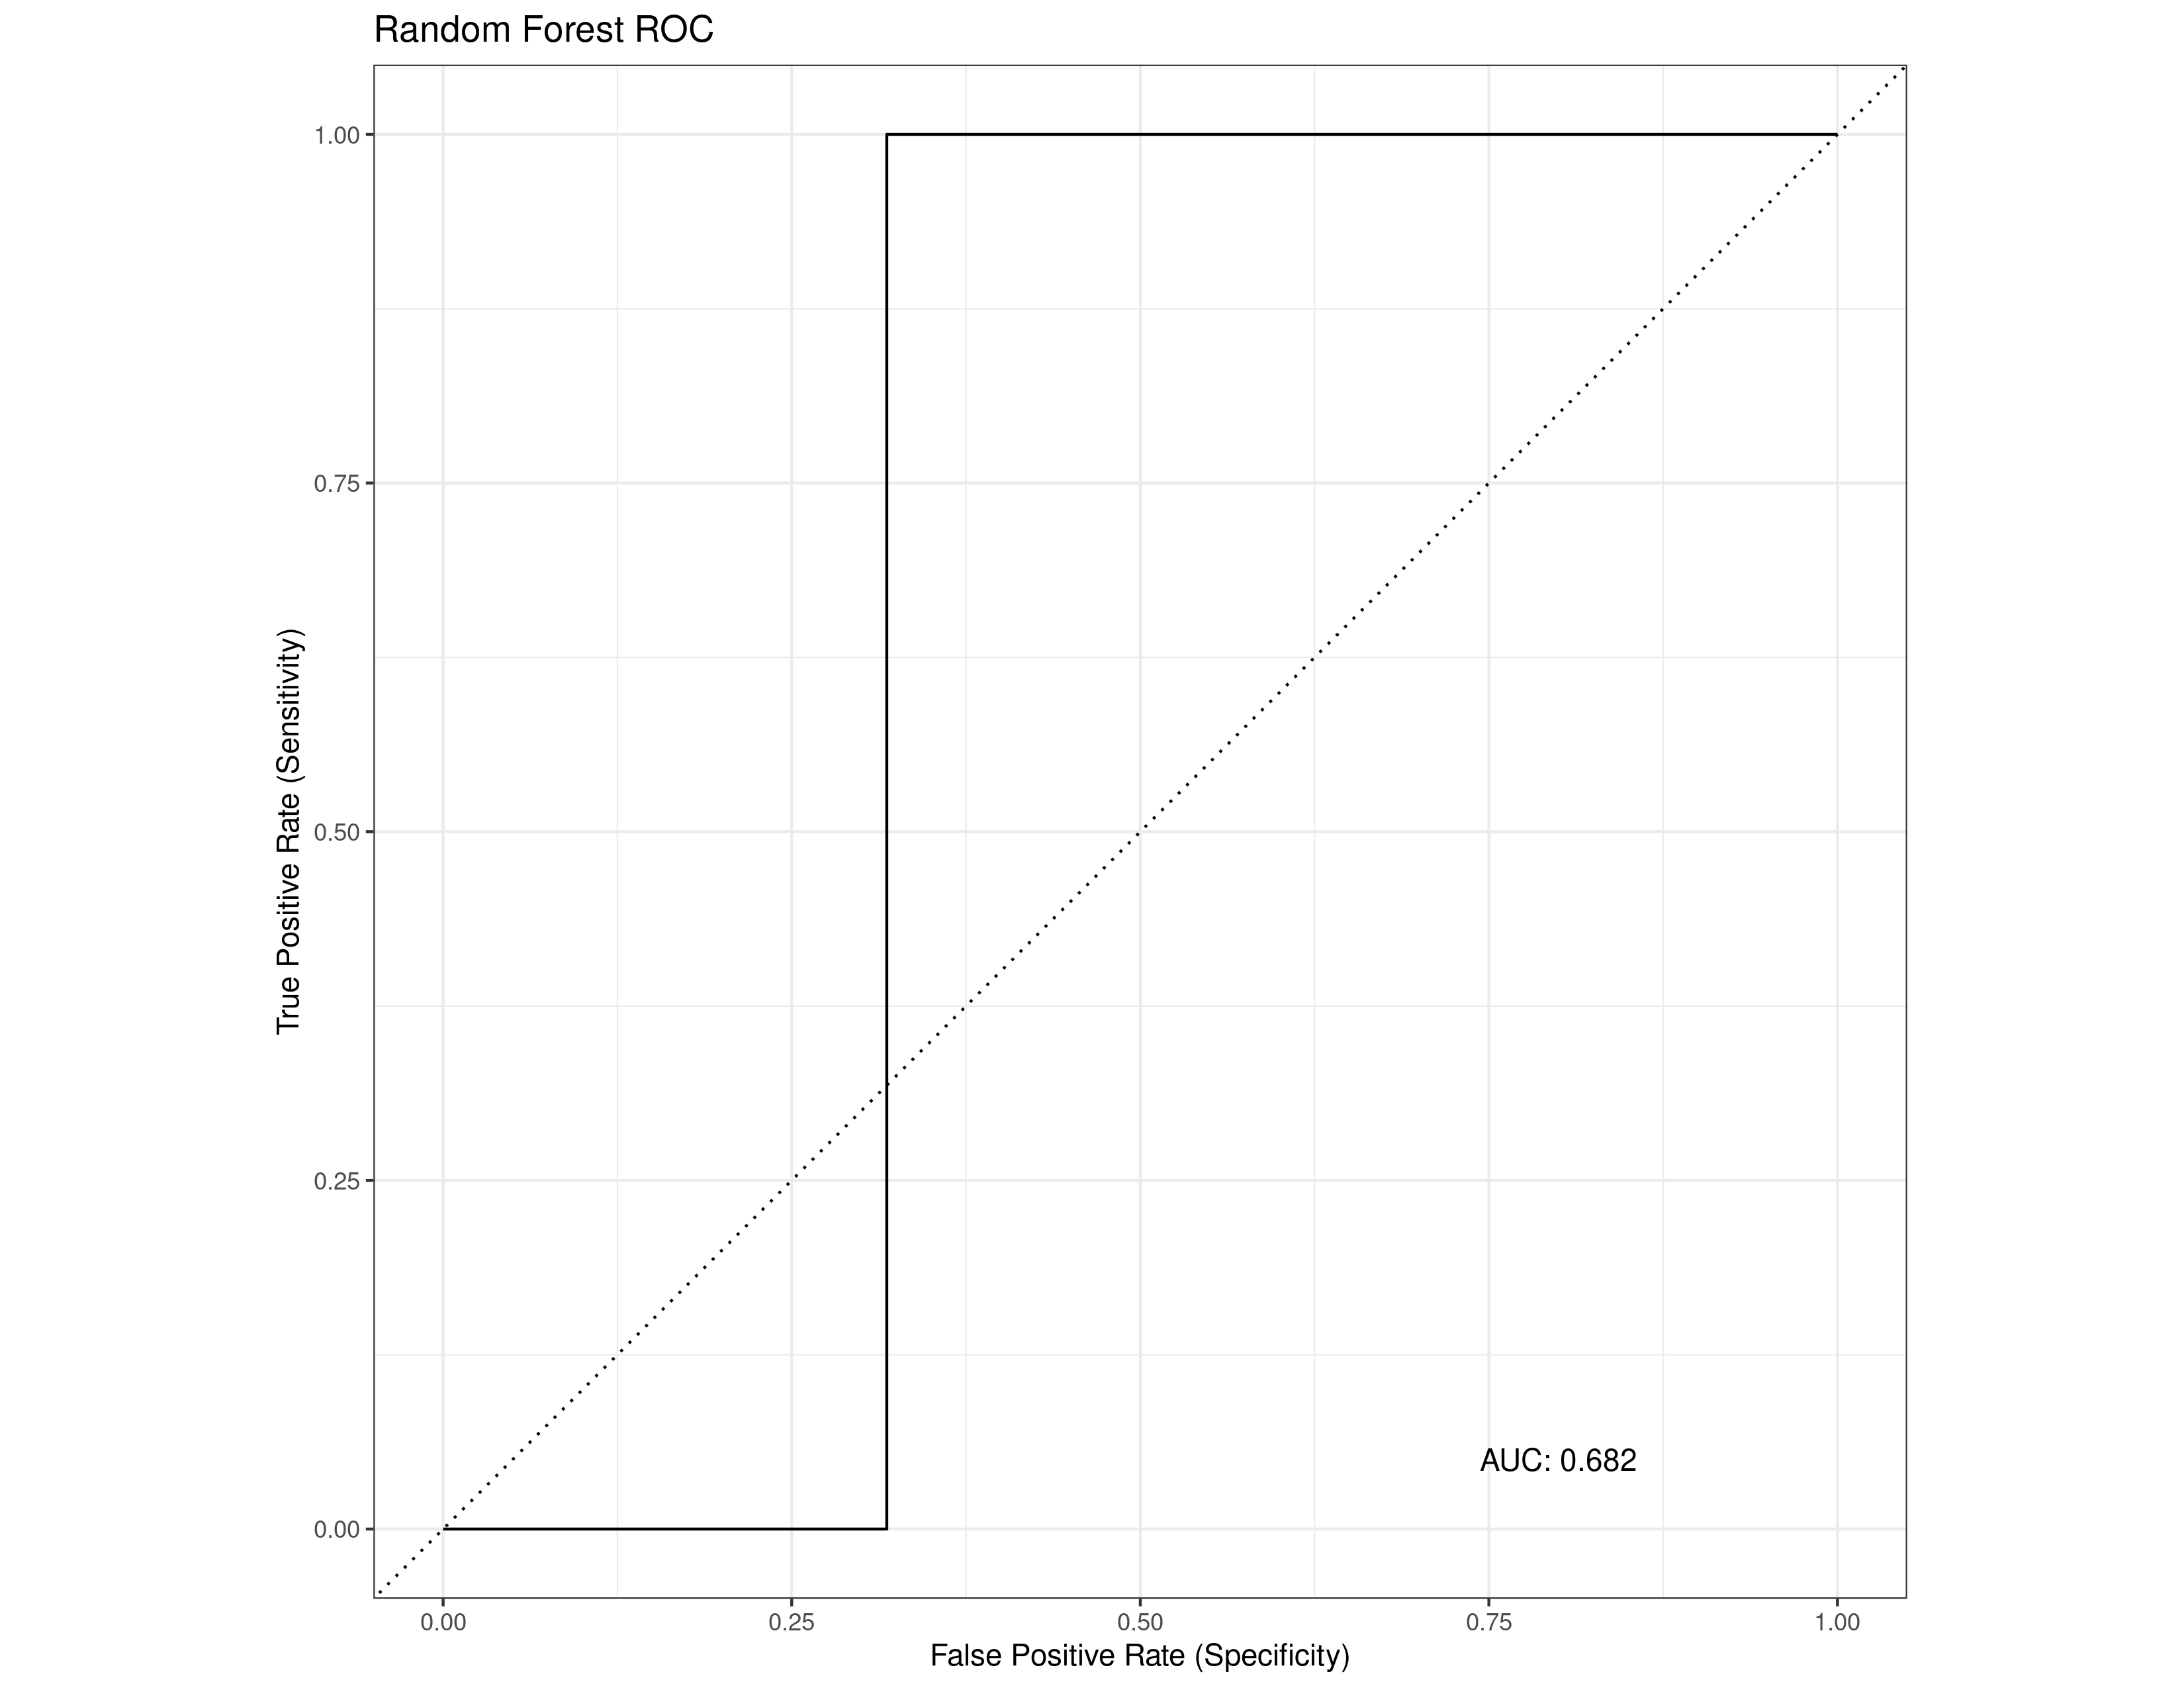 Random Forest ROC
True Positive Rate (Sensitivity)
1.00
0.75
0.50
0.25
0.00
AUC: 0.682
0.00 0.25 0.50 0.75 1.00
False Positive Rate (Specificity)